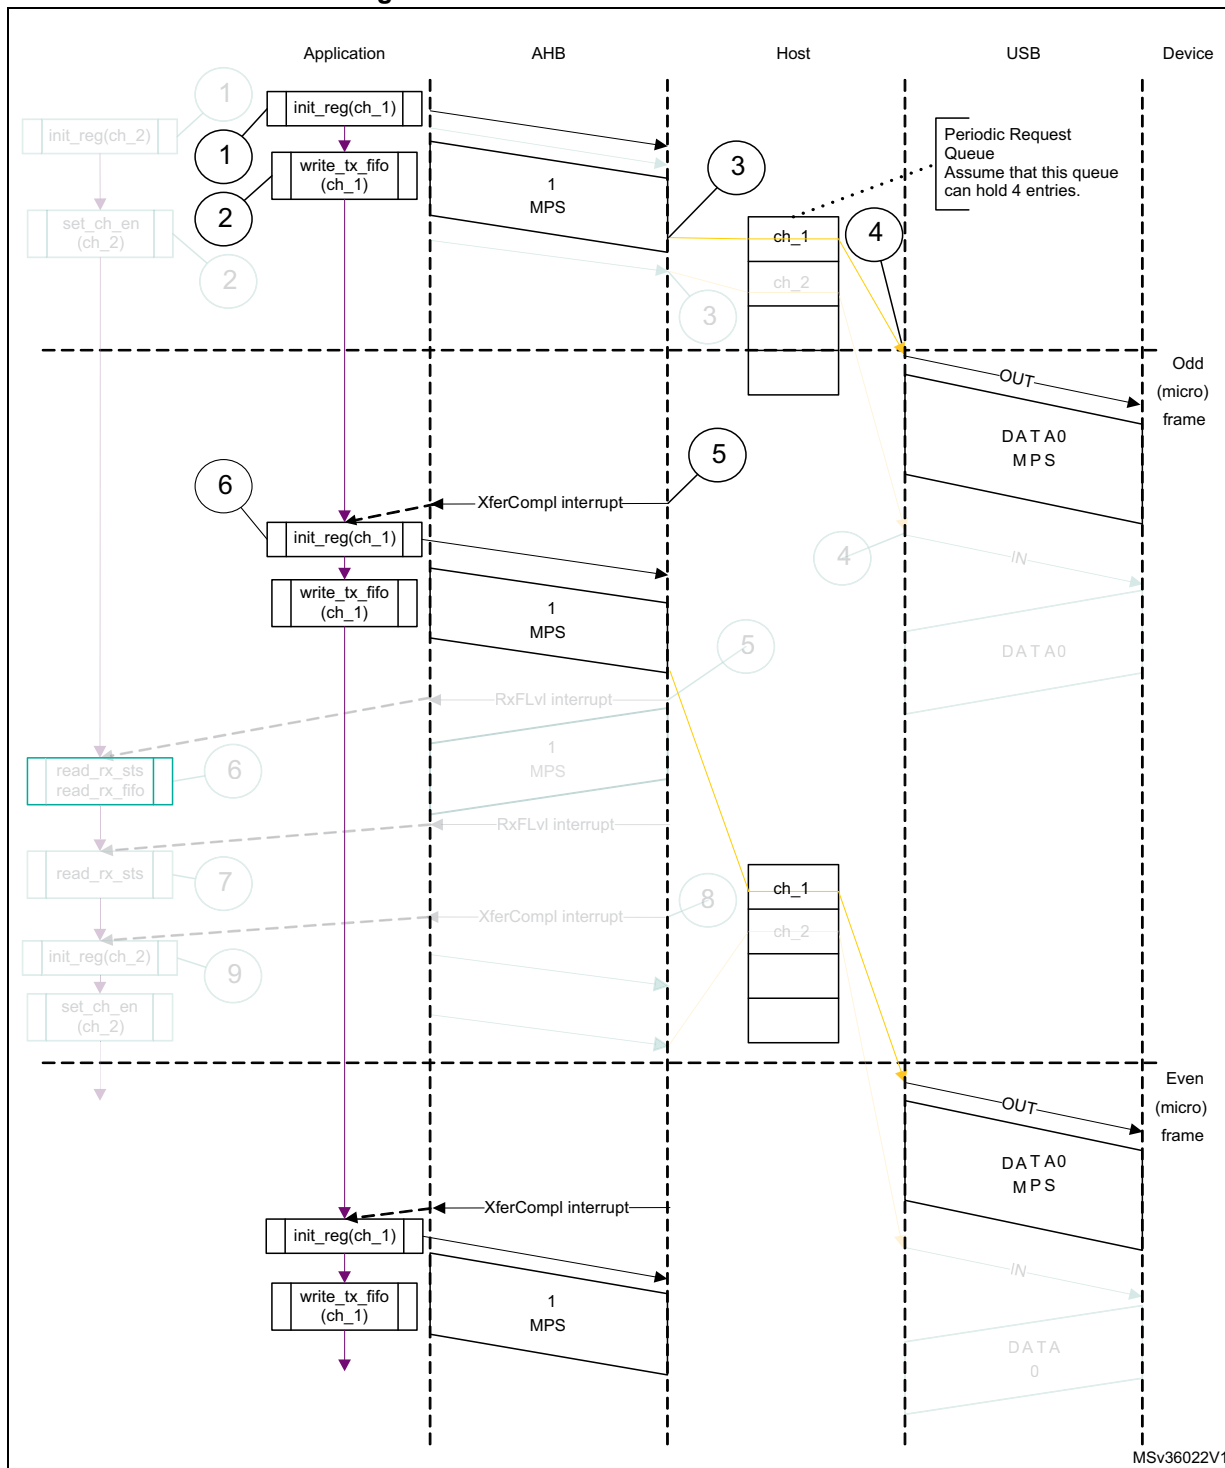 Application
AHB
Host
USB
Device
1
init_reg(ch_1)
init_reg(ch_2)
1
Periodic Request
Queue
Assume that this queue
can hold 4 entries.
write_tx_fifo
(ch_1)
2
1
MPS
3
set_ch_en
(ch_2)
2
ch_1
4
ch_2
3
Odd
(micro)
frame
OUT
DATA0
MPS
5
6
XferCompl interrupt
init_reg(ch_1)
4
IN
write_tx_fifo
(ch_1)
1
MPS
5
DATA0
RxFLvl interrupt
1
MPS
read_rx_sts
read_rx_fifo
6
RxFLvl interrupt
read_rx_sts
7
ch_1
8
XferCompl interrupt
ch_2
init_reg(ch_2)
9
set_ch_en
(ch_2)
Even
(micro)
frame
OUT
DATA0
MPS
XferCompl interrupt
init_reg(ch_1)
IN
write_tx_fifo
(ch_1)
1
MPS
DATA
0
MSv36022V1